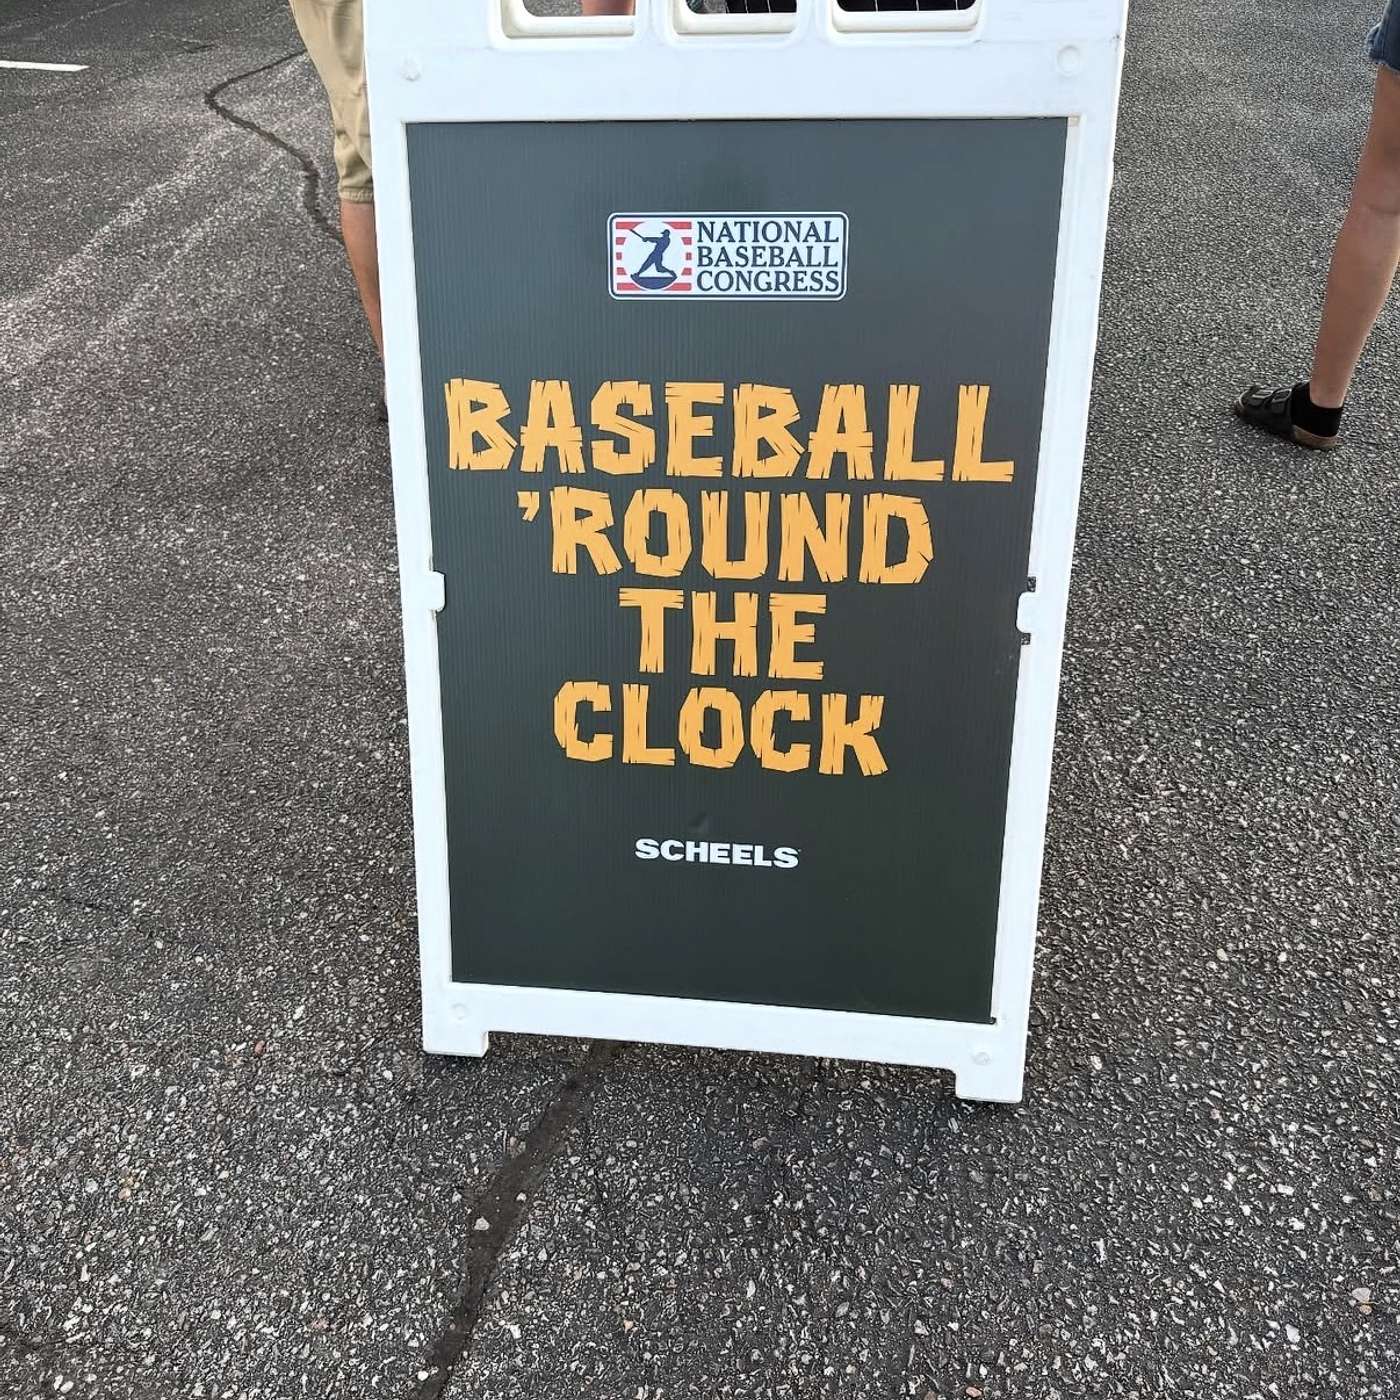 NATIONAL
BASEBALL
CONGRESS
BASEBALL
’ROUND
THE
CLOCK
SCHEELS